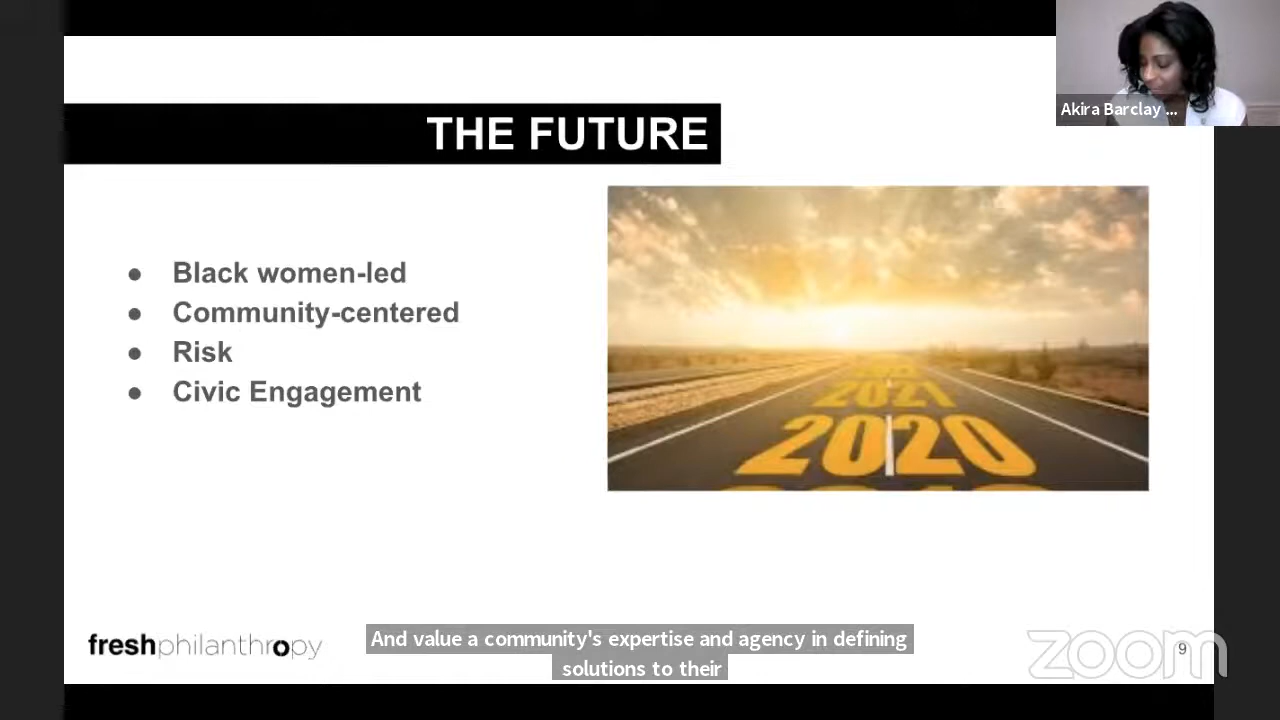 Akira Barclay ...
THE FUTURE
● Black women-led
● Community-centered
● Risk
● Civic Engagement
2021
2020
freshphilanthropy
And value a community's expertise and agency in defining
solutions to their
zoom
9